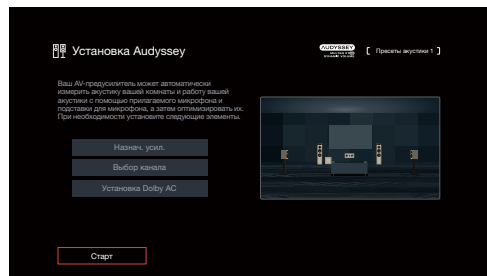 Установка Audyssey
AUDYSSEY
[ Пресеты акустики 1 ]
Ваш AV-предусилитель может автоматически
измерить акустику вашей комнаты и работу вашей
акустики с помощью прилагаемого микрофона и
подставки для микрофона, а затем оптимизировать их.
При необходимости установите следующие элементы.
Назнач. усил.
Выбор канала
Установка Dolby AC
Старт